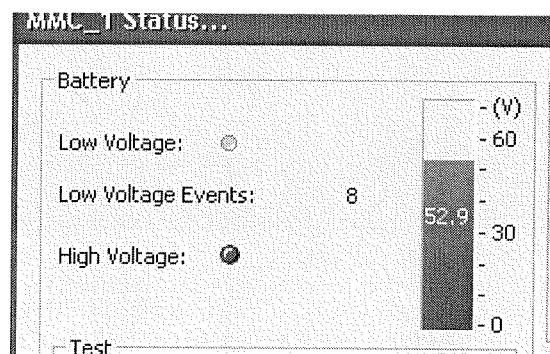 MMC_1 Status...
Battery
(V)
Low Voltage:
60
Low Voltage Events: 8
52.9
30
High Voltage:
0
Test